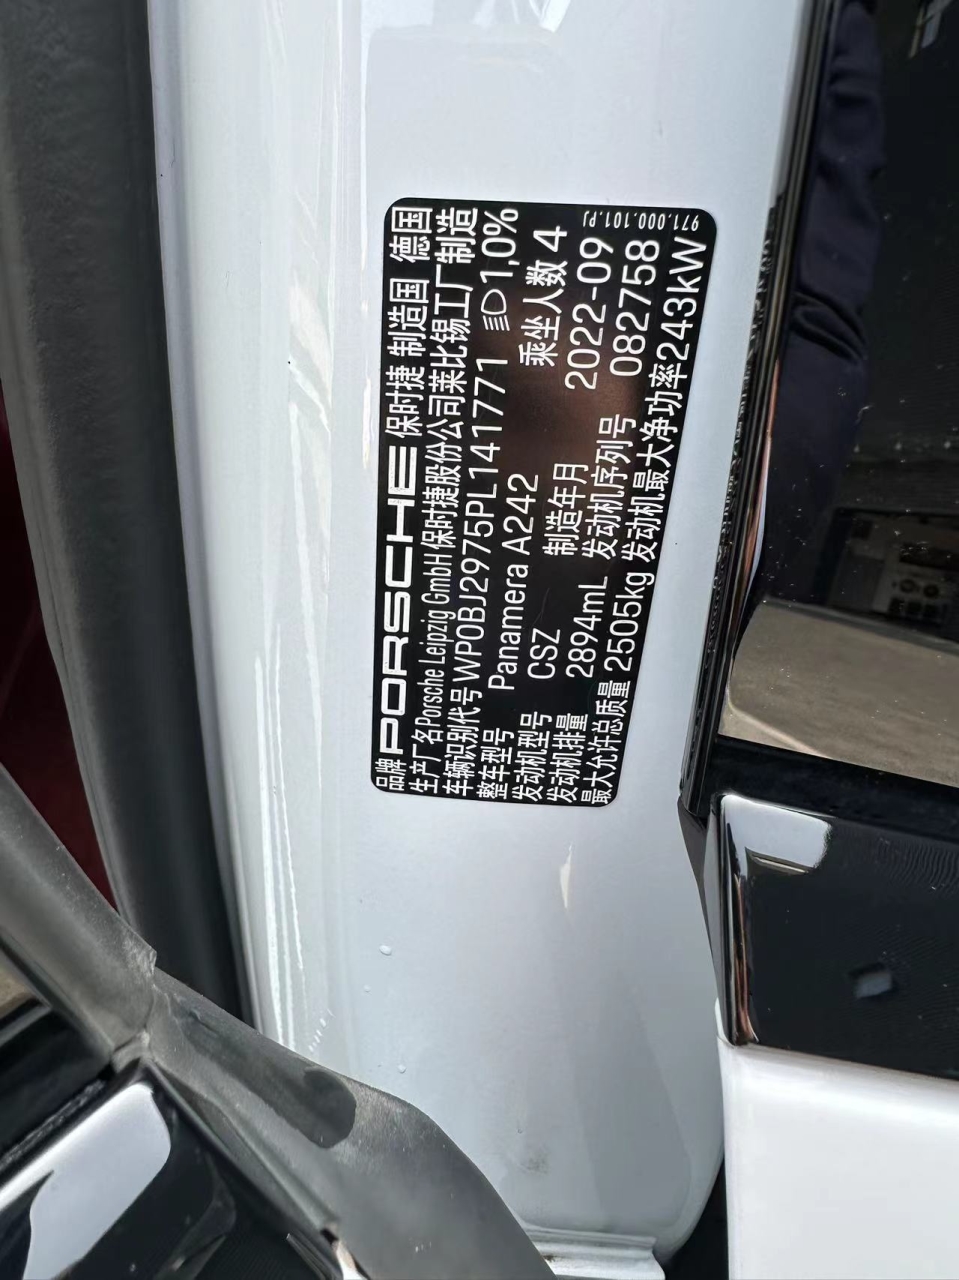 品牌 PORSCHE 保时捷 制造国 德国
生产厂名Porsche Leipzig GmbH 保时捷股份公司莱比锡工厂制造
车辆识别代号 WP0BJ2975PL141771 1,0%
整车型号 Panamera A242 乘坐人数 4
发动机型号 CSZ 制造年月 2022-09
发动机排量 2894mL 发动机序列号 082758
最大允许总质量 2505kg 发动机最大净功率243kW
971.000.101.PJ